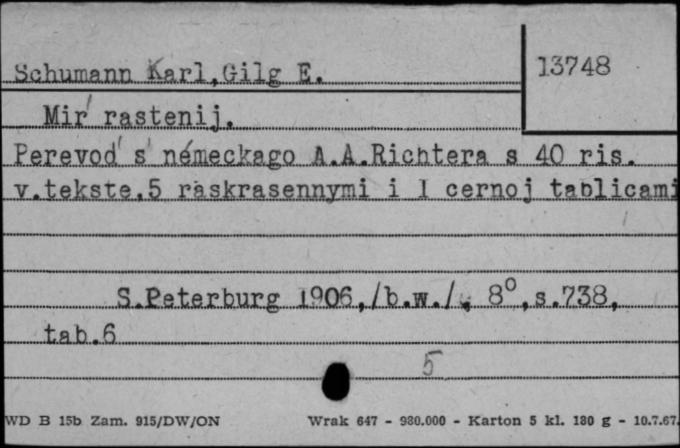 Schumann Karl,Gilg E.
13748
Mir' rastenij.
Perevod' s' německago A.A.Richtera s 40 ris.
v.tekste,5 raskrasennymi i I cernoj tablicami
S.Peterburg 1906,/b.w./, 8°,s.738,
tab.6
5
WD B 15b Zam. 915/DW/ON Wrak 647 - 980.000 - Karton 5 kl. 180 g - 10.7.67.